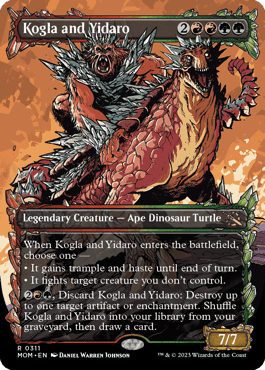 Kogla and Yidaro 2
Legendary Creature — Ape Dinosaur Turtle
When Kogla and Yidaro enters the battlefield,
choose one —
• It gains trample and haste until end of turn.
• It fights target creature you don't control.
2, Discard Kogla and Yidaro: Destroy up
to one target artifact or enchantment. Shuffle
Kogla and Yidaro into your library from your
graveyard, then draw a card.
7/7
R 0311
MOM • EN Daniel Warren Johnson
™ & © 2023 Wizards of the Coast